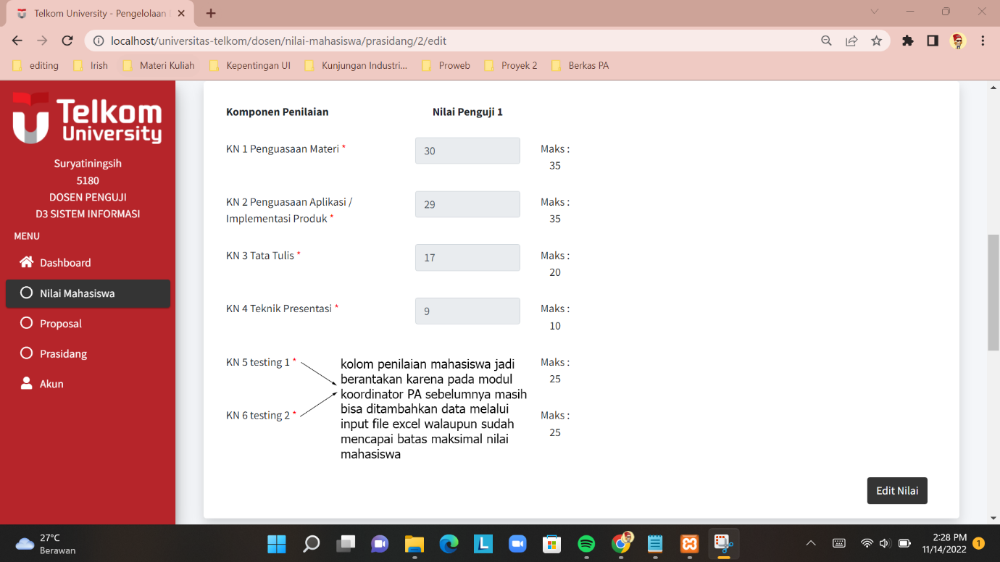 Telkom University - Pengelolaan
localhost/universitas-telkom/dosen/nilai-mahasiswa/prasidang/2/edit
editing
Irish
Materi Kuliah
Kepentingan UI
Kunjungan Industri...
Proweb
Proyek 2
Berkas PA
Telkom
University
Suryatiningsih
5180
DOSEN PENGUJI
D3 SISTEM INFORMASI
MENU
Dashboard
Nilai Mahasiswa
Proposal
Prasidang
Akun
Komponen Penilaian
Nilai Penguji 1
KN 1 Penguasaan Materi *
30
Maks :
35
KN 2 Penguasaan Aplikasi /
Implementasi Produk *
29
Maks :
35
KN 3 Tata Tulis *
17
Maks :
20
KN 4 Teknik Presentasi *
9
Maks :
10
KN 5 testing 1 *
Maks :
25
KN 6 testing 2 *
Maks :
25
kolom penilaian mahasiswa jadi
berantakan karena pada modul
koordinator PA sebelumnya masih
bisa ditambahkan data melalui
input file excel walaupun sudah
mencapai batas maksimal nilai
mahasiswa
Edit Nilai
27°C
Berawan
L
2:28 PM
11/14/2022
1